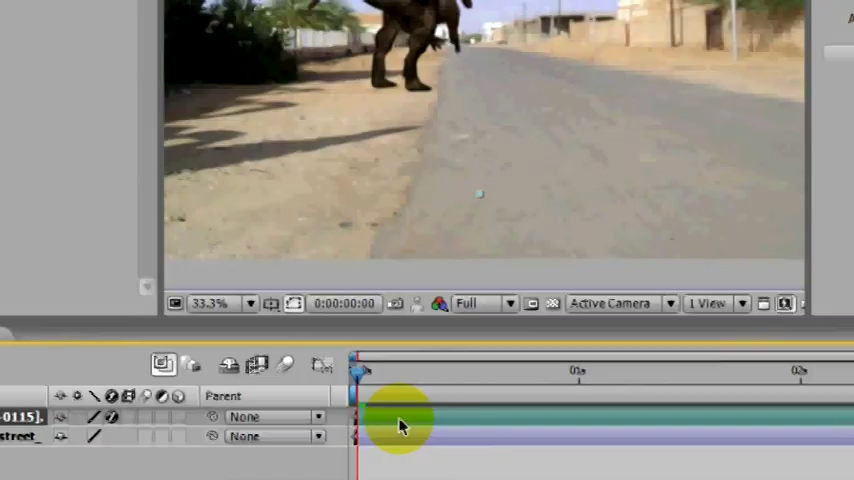 33.3% 0:00:00:00 Full Active Camera 1 View
01s 02s
Parent
0115], None
street_ None